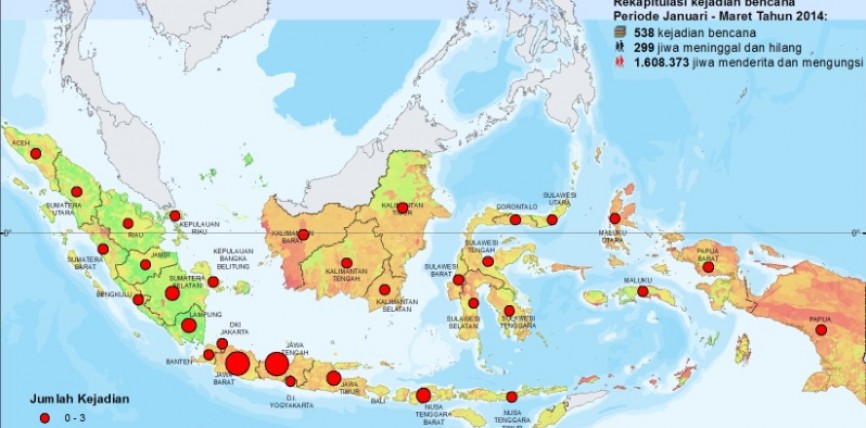 Rekapitulasi kejadian bencana
Periode Januari - Maret Tahun 2014:
538 kejadian bencana
299 jiwa meninggal dan hilang
1.608.373 jiwa menderita dan mengungsi
ACEH
SUMATERA
UTARA
RIAU
KEPULAUAN
RIAU
SUMATERA
BARAT
JAMBI
KEPULAUAN
BANGKA
BELITUNG
SUMATERA
SELATAN
BENGKULU
LAMPUNG
DKI
JAKARTA
BANTEN
JAWA
BARAT
JAWA
TENGAH
D.I.
YOGYAKARTA
JAWA
TIMUR
BALI
NUSA
TENGGARA
BARAT
NUSA
TENGGARA
TIMUR
KALIMANTAN
BARAT
KALIMANTAN
TENGAH
KALIMANTAN
SELATAN
KALIMANTAN
TIMUR
GORONTALO
SULAWESI
UTARA
SULAWESI
TENGAH
SULAWESI
BARAT
SULAWESI
SELATAN
SULAWESI
TENGGARA
MALUKU
UTARA
MALUKU
PAPUA
BARAT
PAPUA
0°
0°
Jumlah Kejadian
0 - 3